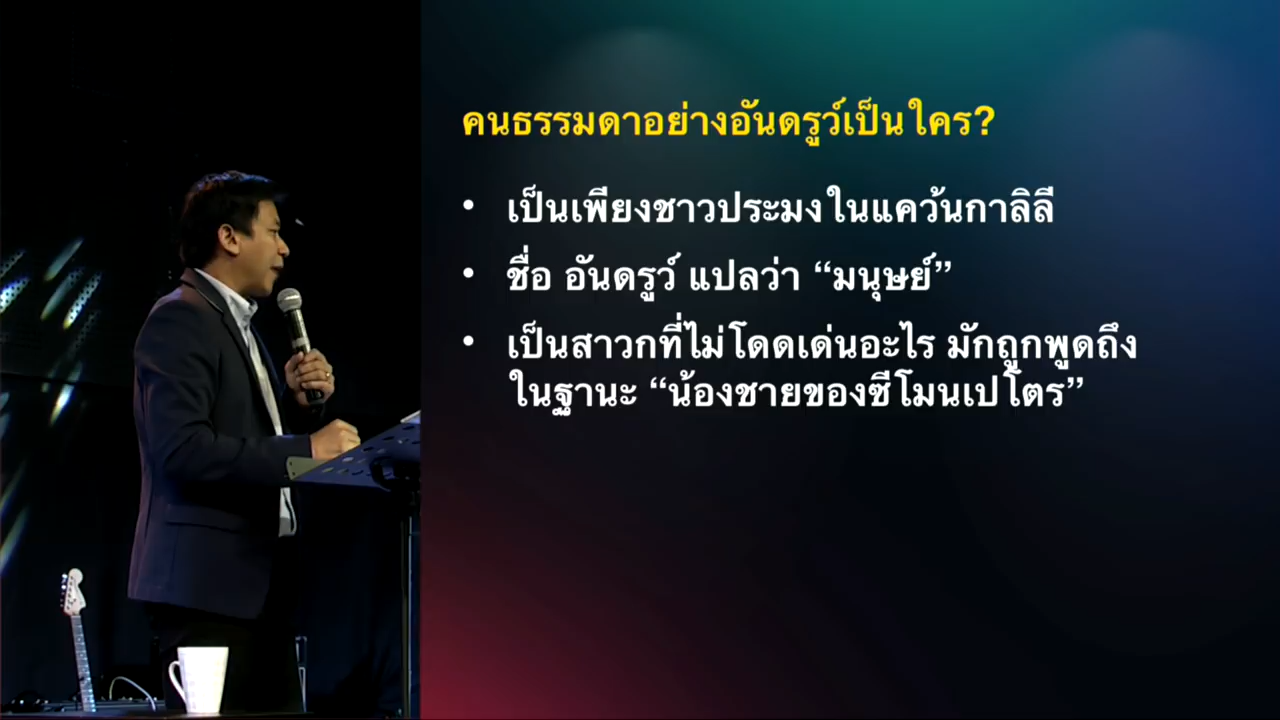 คนธรรมดาอย่างอันดรูว์เป็นใคร?
• เป็นเพียงชาวประมงในแคว้นกาลิลี
• ชื่อ อันดรูว์ แปลว่า “มนุษย์”
• เป็นสาวกที่ไม่โดดเด่นอะไร มักถูกพูดถึง
ในฐานะ “น้องชายของซีโมนเปโตร”